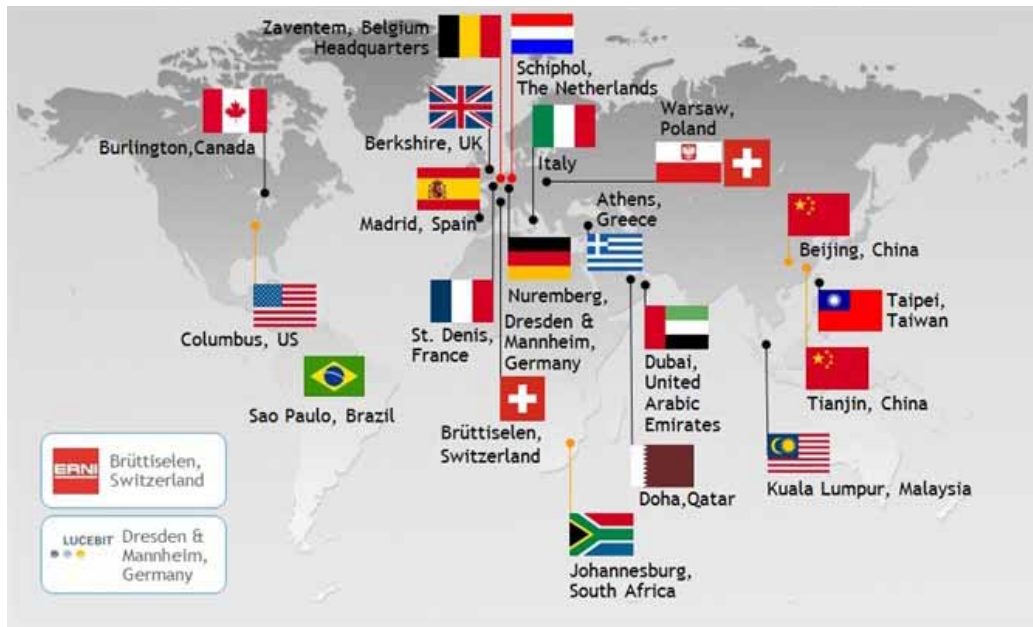 Zaventem, Belgium
Headquarters
Schiphol,
The Netherlands
Warsaw,
Poland
Burlington,Canada
Berkshire, UK
Italy
Madrid, Spain
Athens,
Greece
Beijing, China
Columbus, US
St. Denis,
France
Nuremberg,
Dresden &
Mannheim,
Germany
Dubai,
United
Arabic
Emirates
Taipei,
Taiwan
Tianjin, China
Sao Paulo, Brazil
Brüttiselen,
Switzerland
Doha,Qatar
Kuala Lumpur, Malaysia
Johannesburg,
South Africa
ERNI
Brüttiselen,
Switzerland
LUCEBIT
Dresden &
Mannheim,
Germany